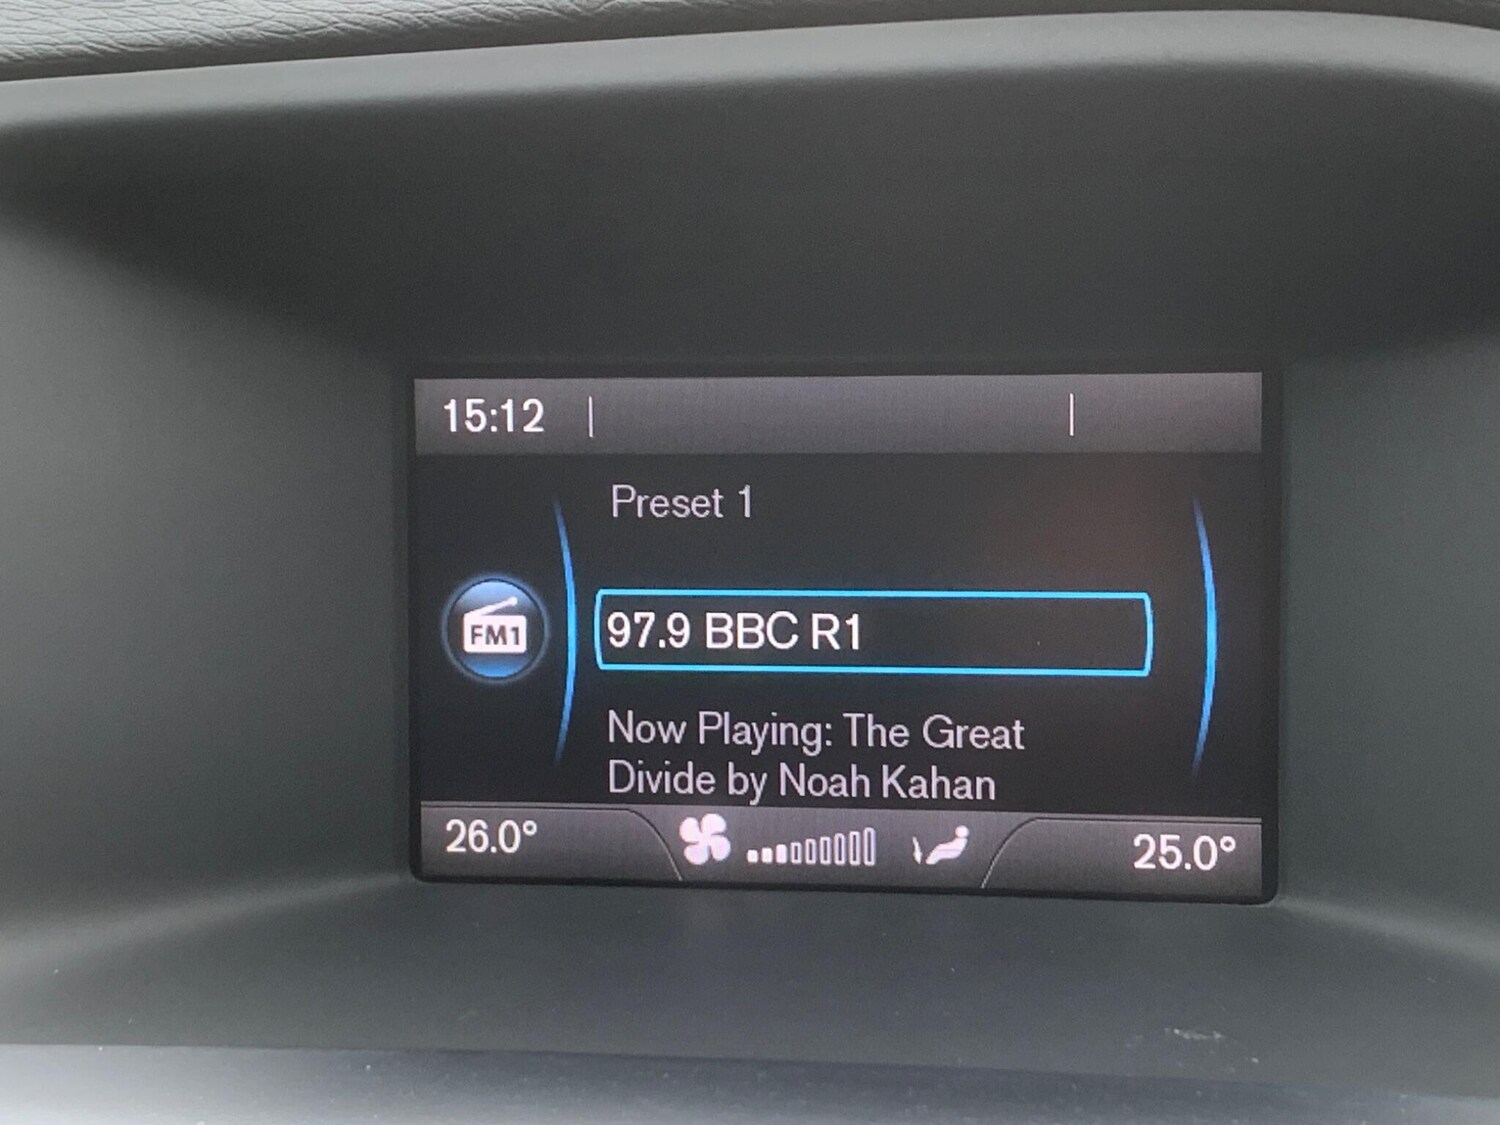 15:12
Preset 1
FM1
97.9 BBC R1
Now Playing: The Great
Divide by Noah Kahan
26.0°
25.0°